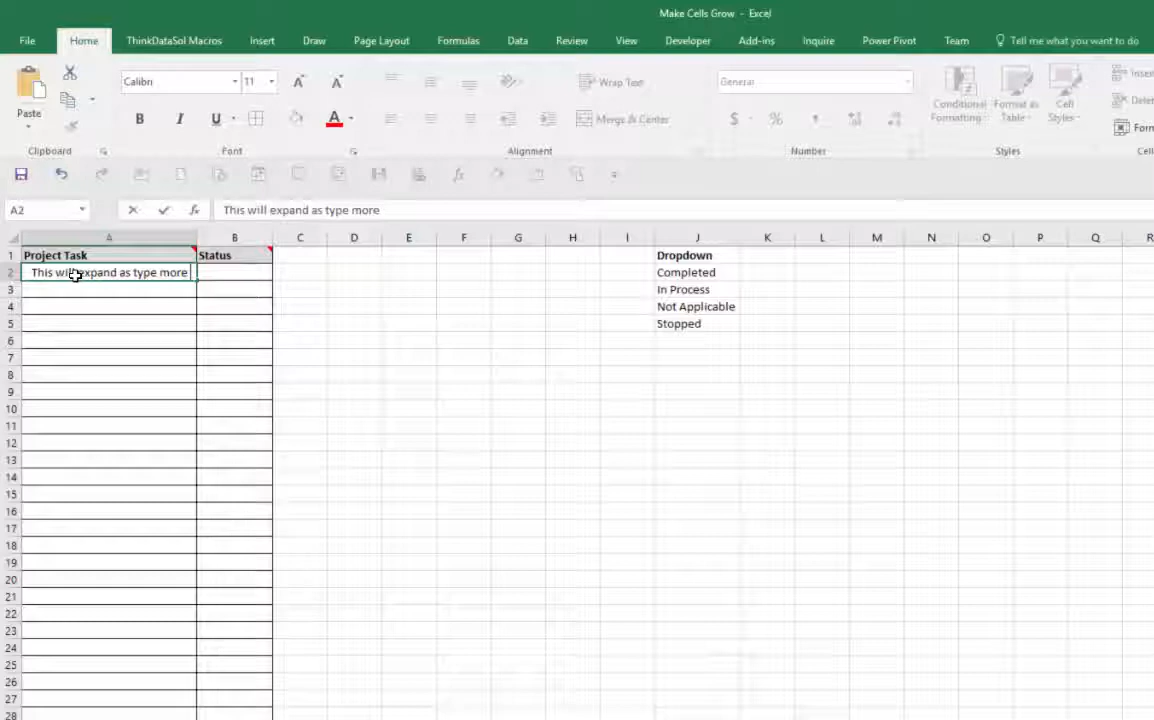 Make Cells Grow - Excel
File Home ThinkDataSol Macros Insert Draw Page Layout Formulas Data Review View Developer Add-ins Inquire Power Pivot Team Tell me what you want to do
Calibri 11 A A Wrap Text General
Paste B I U A Merge & Center $ % Conditional Formatting Format as Table Cell Styles
Clipboard Font Alignment Number Styles
A2 fx This will expand as type more
A B C D E F G H I J K L M N O P Q R
1 Project Task Status Dropdown
2 This will expand as type more Completed
3 In Process
4 Not Applicable
5 Stopped
6
7
8
9
10
11
12
13
14
15
16
17
18
19
20
21
22
23
24
25
26
27
28